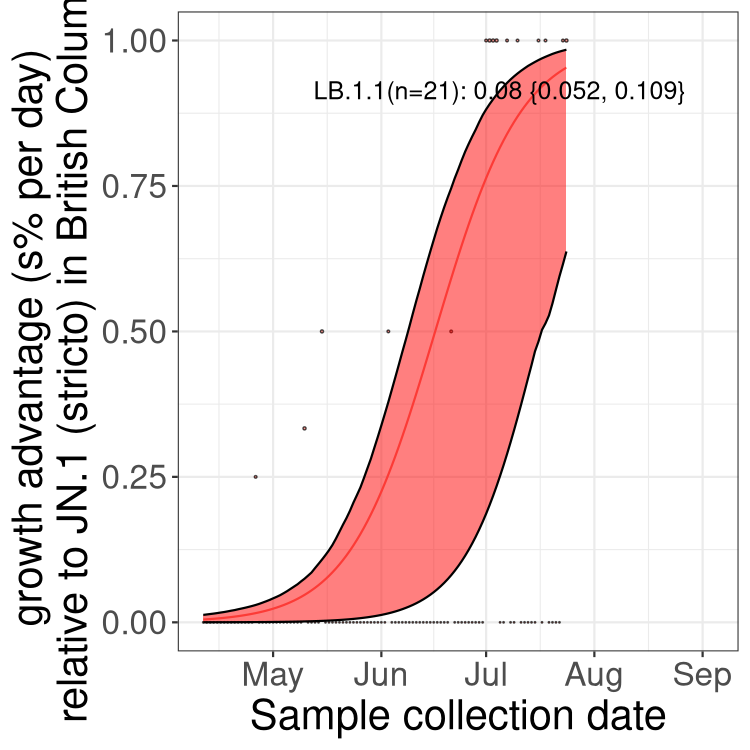 growth advantage (s% per day)
relative to JN.1 (stricto) in British Colum
1.00
0.75
0.50
0.25
0.00
LB.1.1(n=21): 0.08 {0.052, 0.109}
May Jun Jul Aug Sep
Sample collection date